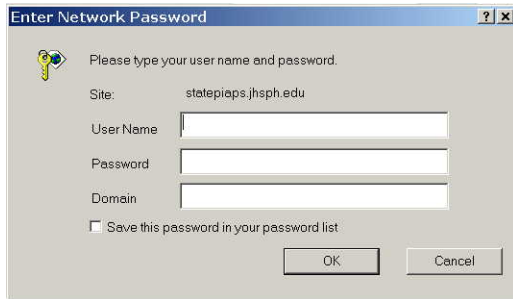 Enter Network Password
Please type your user name and password.
Site: statepiaps.jhsph.edu
User Name
Password
Domain
Save this password in your password list
OK Cancel